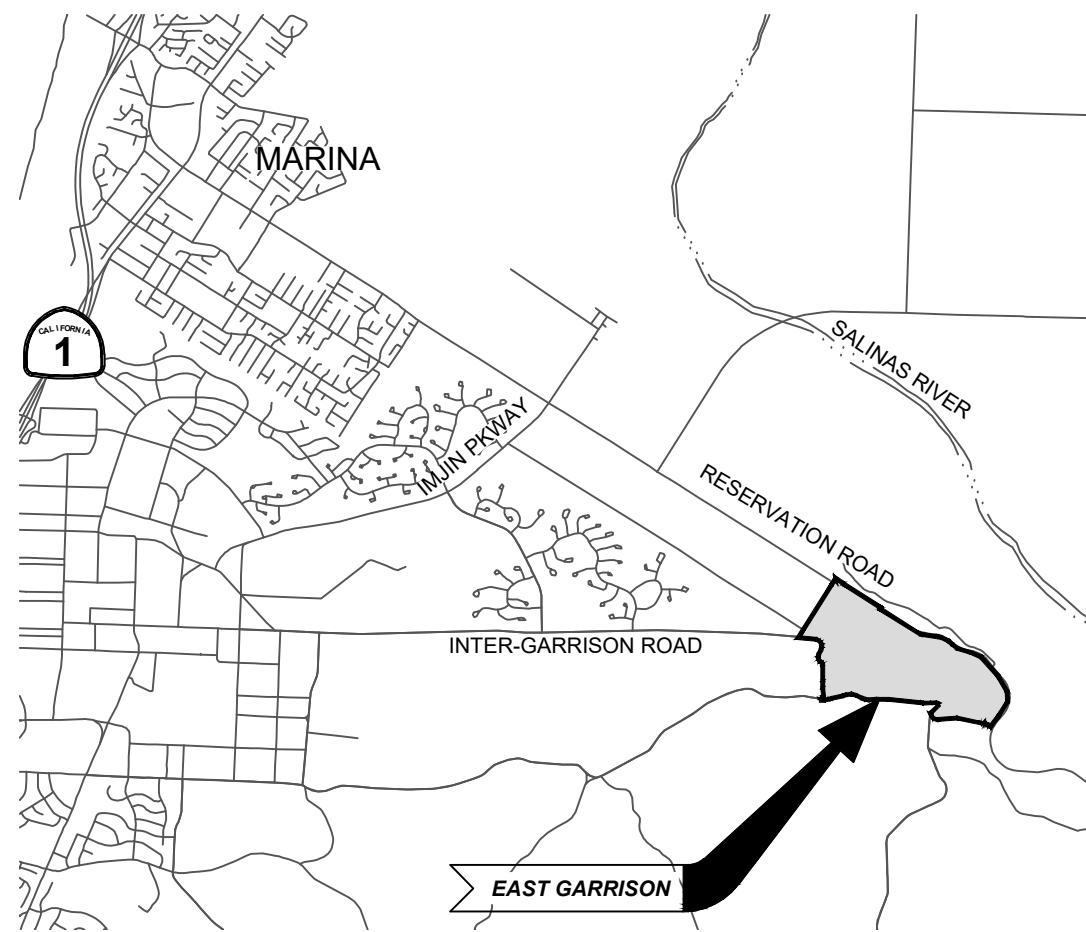 MARINA
CALIFORNIA
1
SALINAS RIVER
IMJIN PKWAY
RESERVATION ROAD
INTER-GARRISON ROAD
EAST GARRISON